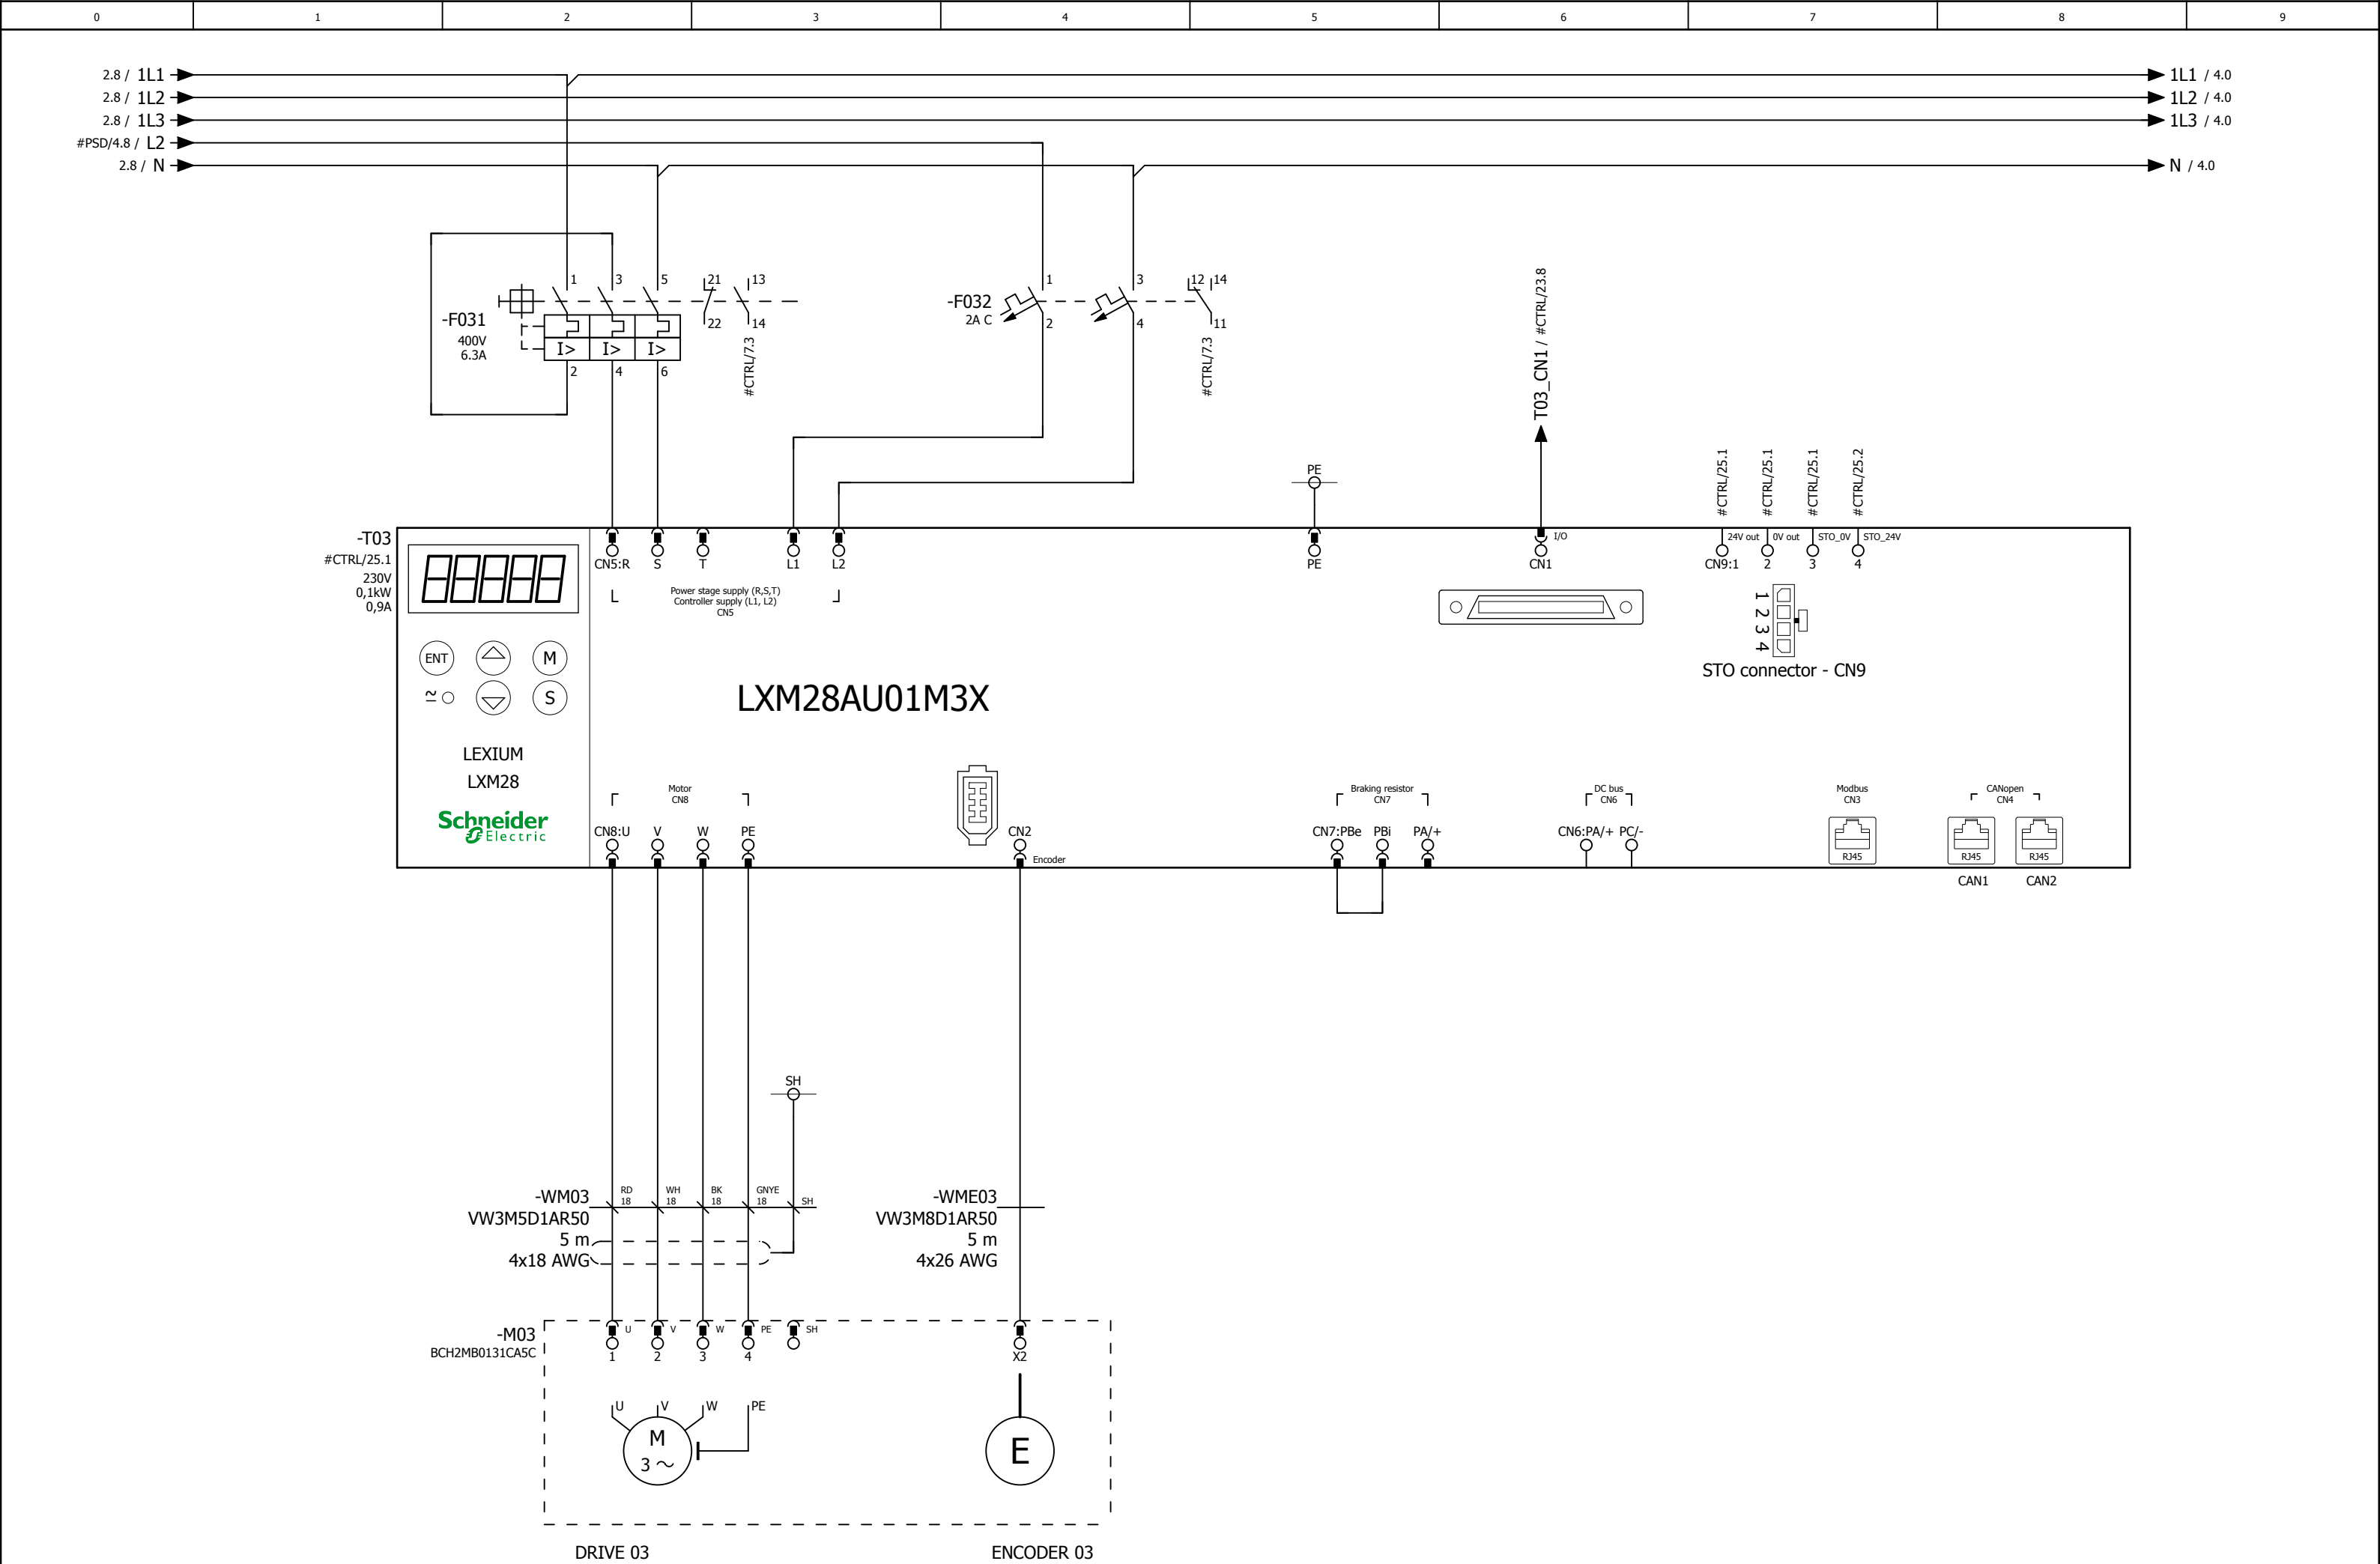 0 1 2 3 4 5 6 7 8 9
2.8 / 1L1
1L1 / 4.0
2.8 / 1L2
1L2 / 4.0
2.8 / 1L3
1L3 / 4.0
#PSD/4.8 / L2
2.8 / N
N / 4.0
-F031
400V
6.3A
1 3 5
I> I> I>
2 4 6
21 13
22 14
#CTRL/7.3
-F032
2A C
1 3
2 4
12 14
11
#CTRL/7.3
T03_CN1 / #CTRL/23.8
#CTRL/25.1
#CTRL/25.1
#CTRL/25.1
#CTRL/25.2
PE
-T03
#CTRL/25.1
230V
0,1kW
0,9A
88888
CN5:R S T L1 L2
Power stage supply (R,S,T)
Controller supply (L1, L2)
CN5
PE
I/O
CN1
24V out 0V out STO_0V STO_24V
CN9:1 2 3 4
1
2
3
4
STO connector - CN9
ENT M
S
LXM28AU01M3X
LEXIUM
LXM28
Schneider
Electric
Motor
CN8
CN8:U V W PE
CN2
Encoder
Braking resistor
CN7
CN7:PBe PBi PA/+
DC bus
CN6
CN6:PA/+ PC/-
Modbus
CN3
RJ45
CANopen
CN4
RJ45 RJ45
CAN1 CAN2
SH
-WM03
VW3M5D1AR50
5 m
4x18 AWG
RD WH BK GNYE
18 18 18 18 SH
-WME03
VW3M8D1AR50
5 m
4x26 AWG
-M03
BCH2MB0131CA5C
U V W PE SH
1 2 3 4
X2
U V W PE
M
3 ~
E
DRIVE 03
ENCODER 03